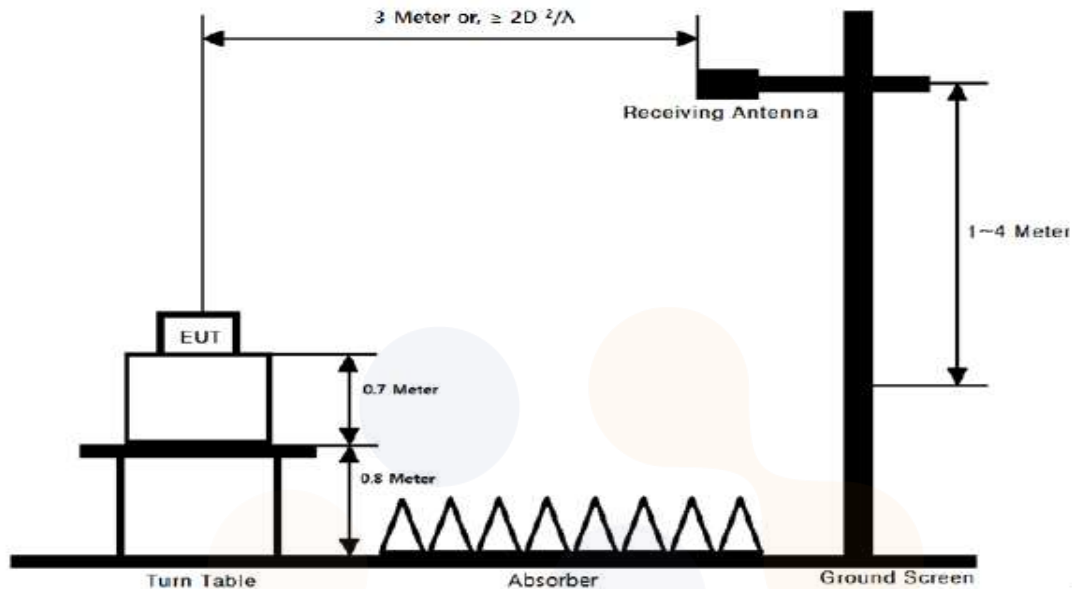 3 Meter or, ≥ 2D ²/λ
Receiving Antenna
1~4 Meter
EUT
0.7 Meter
0.8 Meter
Turn Table
Absorber
Ground Screen